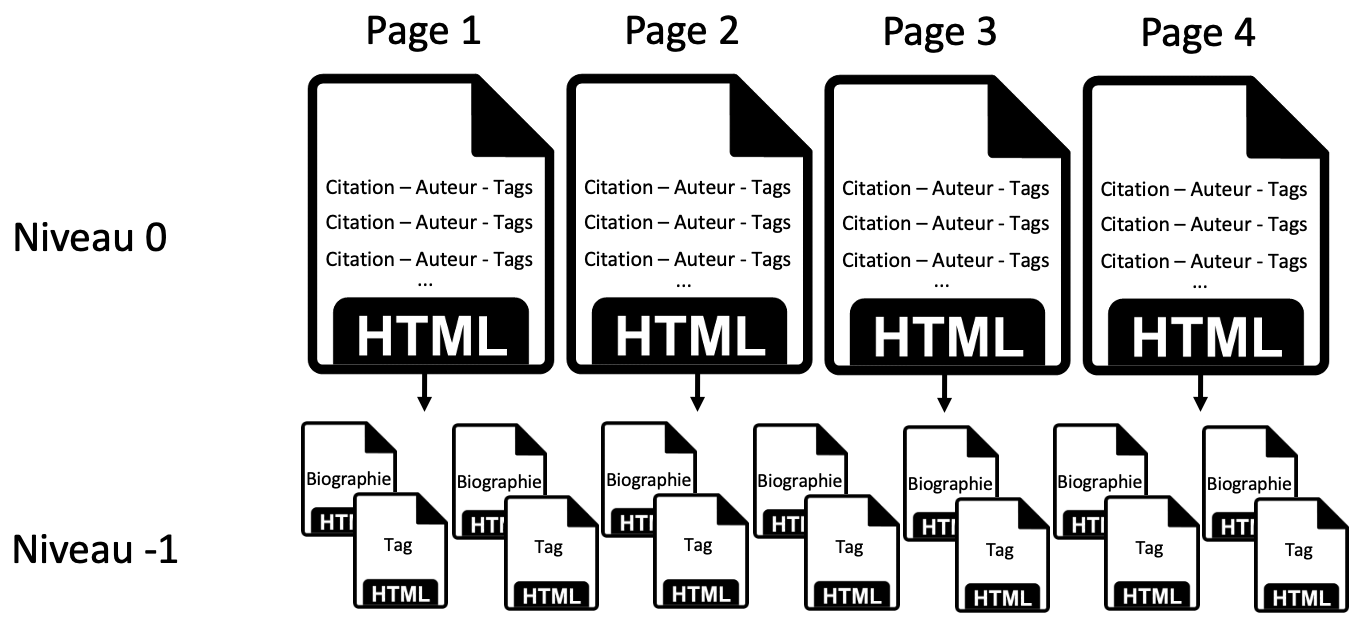 Page 1 Page 2 Page 3 Page 4
Niveau 0
Citation – Auteur - Tags Citation – Auteur - Tags Citation – Auteur - Tags Citation – Auteur - Tags
Citation – Auteur - Tags Citation – Auteur - Tags Citation – Auteur - Tags Citation – Auteur - Tags
Citation – Auteur - Tags Citation – Auteur - Tags Citation – Auteur - Tags Citation – Auteur - Tags
... ... ... ...
HTML HTML HTML HTML
Niveau -1
Biographie Biographie Biographie Biographie Biographie Biographie Biographie
HTI HTI HTI HTI HTI HTI HTI
Tag Tag Tag Tag Tag Tag Tag
HTML HTML HTML HTML HTML HTML HTML